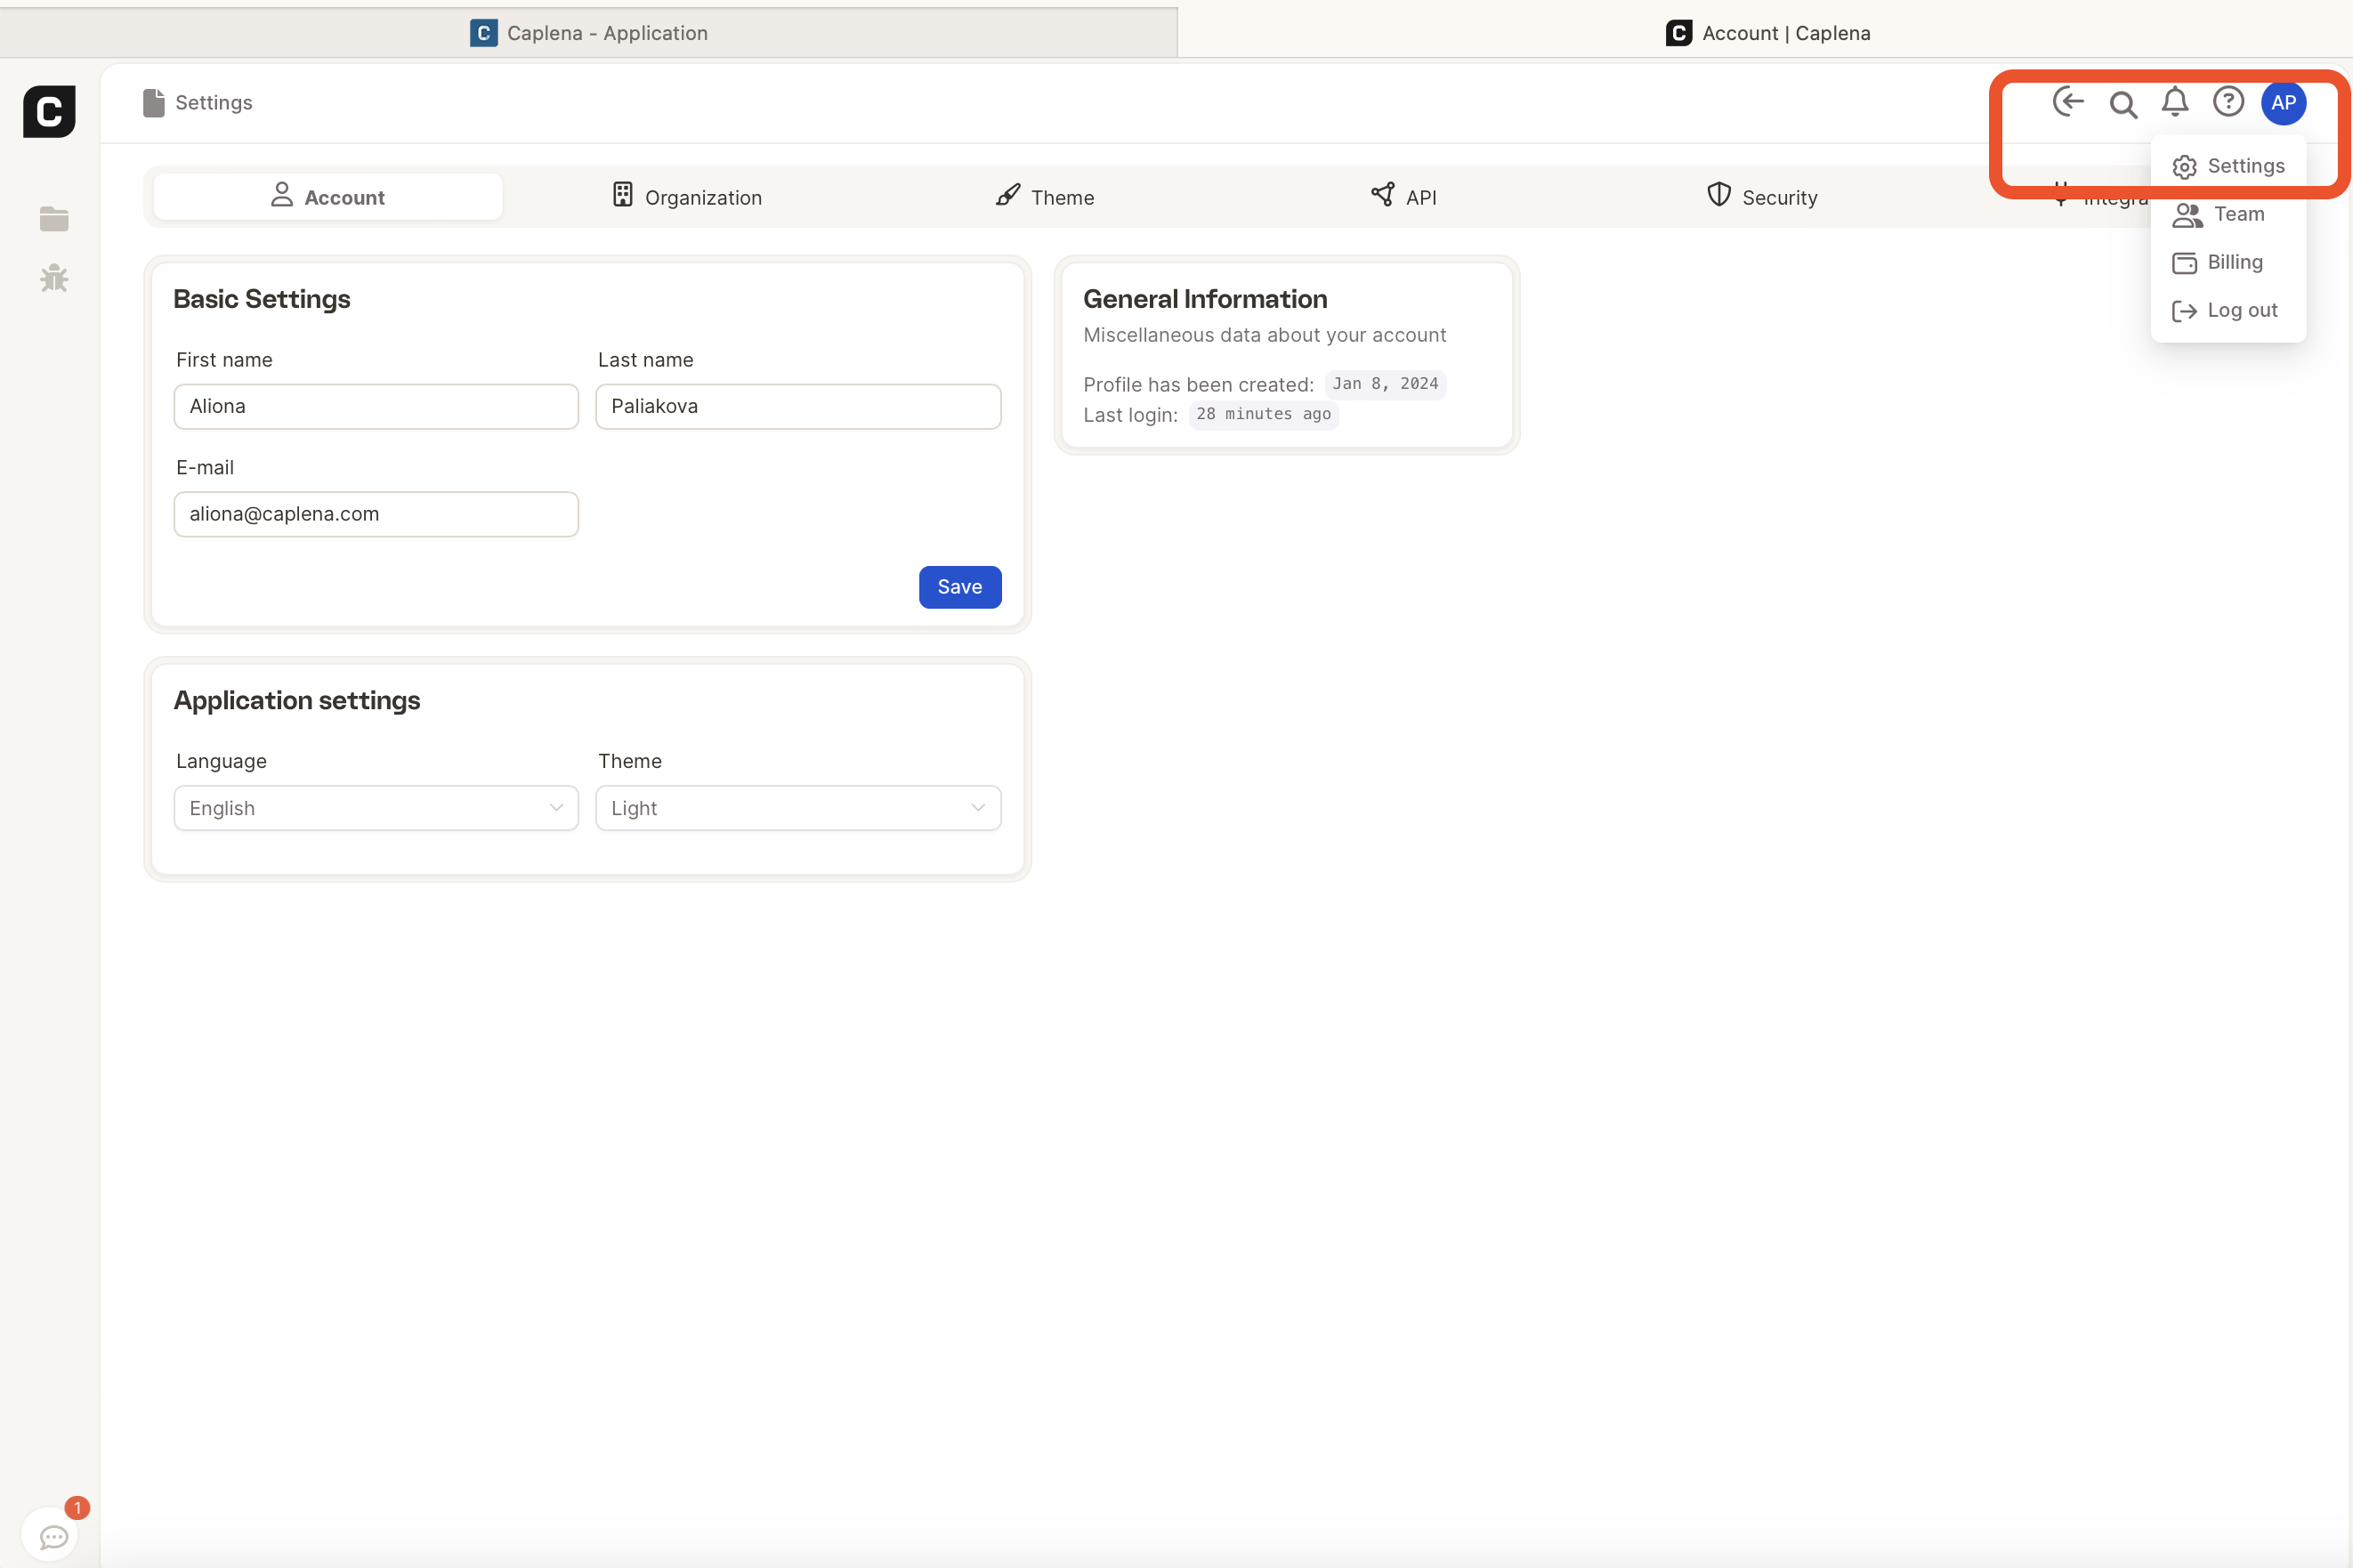 C Caplena - Application
C Account | Caplena
C
Settings
AP
Settings
Account
Organization
Theme
API
Security
Team
Billing
Log out
Basic Settings
First name
Last name
Aliona
Paliakova
E-mail
aliona@caplena.com
Save
General Information
Miscellaneous data about your account
Profile has been created: Jan 8, 2024
Last login: 28 minutes ago
Application settings
Language
Theme
English
Light
1